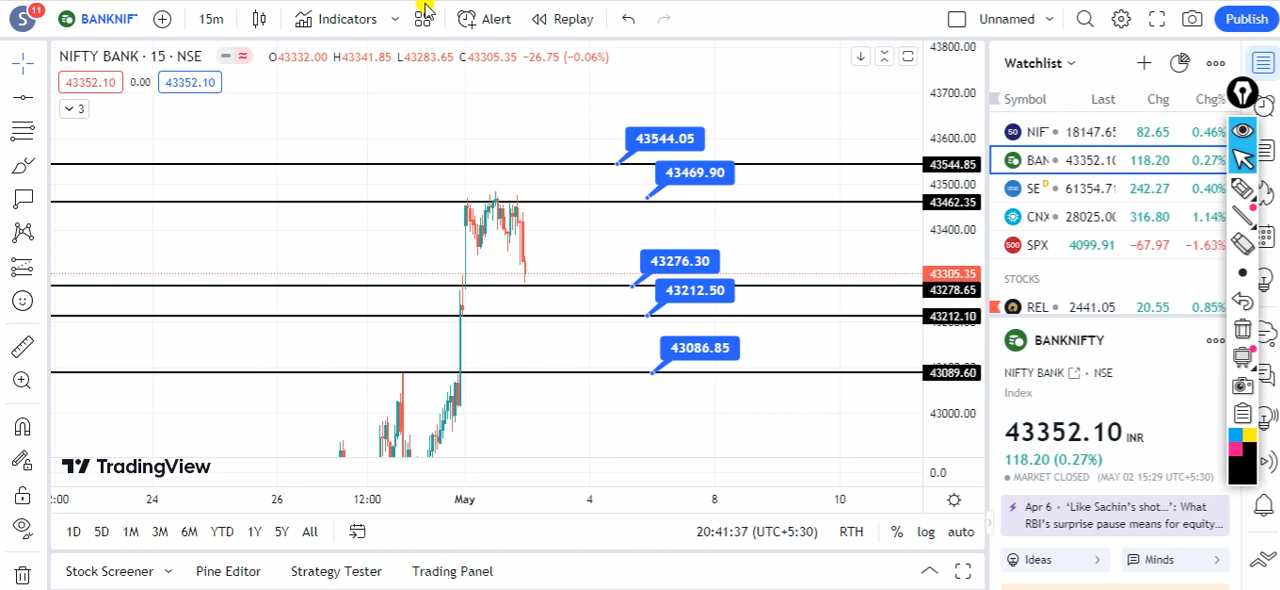 S 11 BANKNIF 15m Indicators Alert Replay Unnamed Publish
NIFTY BANK · 15 · NSE O43332.00 H43341.85 L43283.65 C43305.35 −26.75 (−0.06%)
43352.10 0.00 43352.10
3
43544.05
43469.90
43276.30
43212.50
43086.85
43800.00
43700.00
43600.00
43544.85
43500.00
43462.35
43400.00
43305.35
43278.65
43212.10
43089.60
43000.00
0.0
TradingView
24 26 12:00 May 4 8 10
1D 5D 1M 3M 6M YTD 1Y 5Y All 20:41:37 (UTC+5:30) RTH % log auto
Stock Screener Pine Editor Strategy Tester Trading Panel
Watchlist
Symbol Last Chg Chg%
50 NIF 18147.65 82.65 0.46%
BAN 43352.10 118.20 0.27%
SE D 61354.71 242.27 0.40%
CNX 28025.00 316.80 1.14%
500 SPX 4099.91 −67.97 −1.63%
STOCKS
REL 2441.05 20.55 0.85%
BANKNIFTY
NIFTY BANK · NSE
Index
43352.10 INR
118.20 (0.27%)
MARKET CLOSED (MAY 02 15:29 UTC+5:30)
Apr 6 · ‘Like Sachin’s shot...’: What
RBI’s surprise pause means for equity...
Ideas Minds